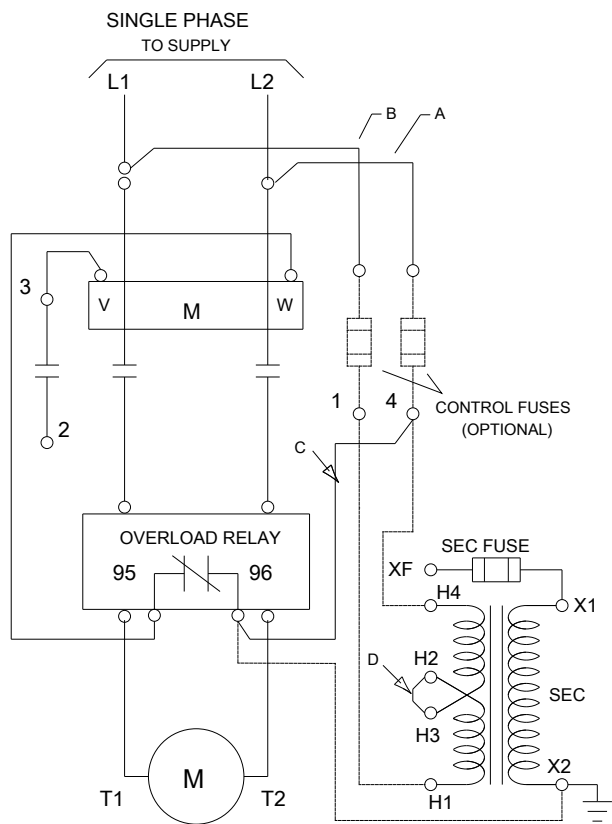 SINGLE PHASE
TO SUPPLY
L1
L2
B
A
3
V
M
W
2
1
4
CONTROL FUSES
(OPTIONAL)
C
OVERLOAD RELAY
95
96
SEC FUSE
XF
H4
X1
H2
D
SEC
H3
X2
H1
M
T1
T2